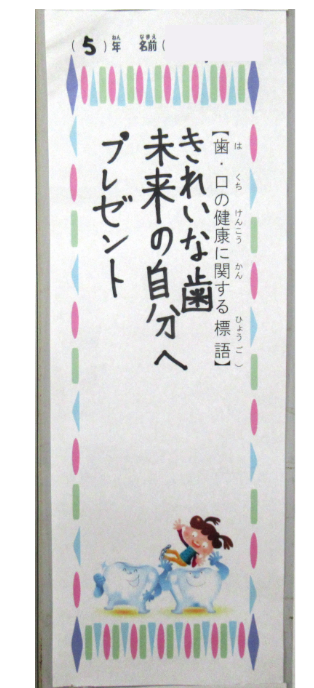 (5)年 名前(
【歯・口の健康に関する標語】
きれいな歯
未来の自分へ
プレゼント